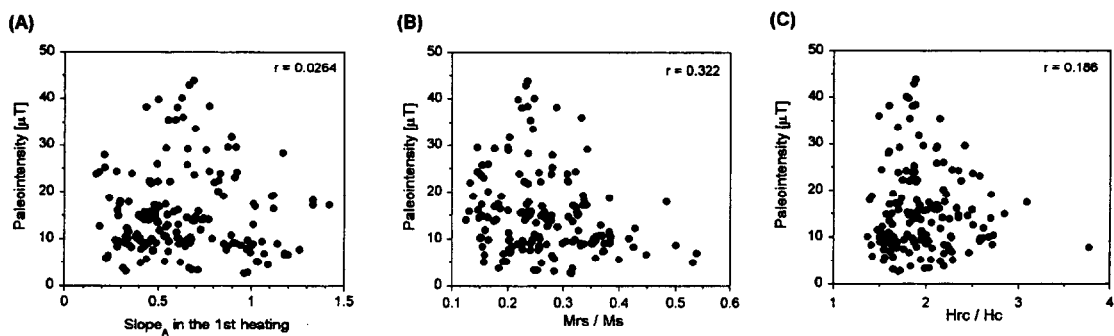 (A)
50
40
30
20
10
0
Paleointensity [µT]
r = 0.0264
0 0.5 1 1.5
Slope_A in the 1st heating
(B)
50
40
30
20
10
0
Paleointensity [µT]
r = 0.322
0.1 0.2 0.3 0.4 0.5 0.6
Mrs / Ms
(C)
50
40
30
20
10
0
Paleointensity [µT]
r = 0.186
1 2 3 4
Hrc / Hc